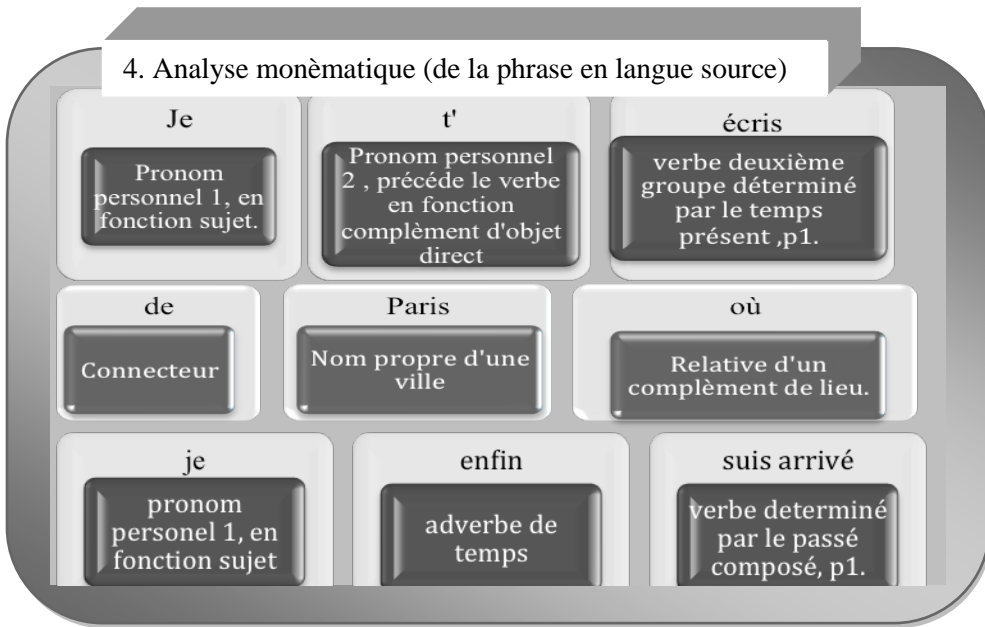 4. Analyse monèmatique (de la phrase en langue source)
Je
Pronom
personnel 1, en
fonction sujet.
t'
Pronom personnel
2 , précéde le verbe
en fonction
complèment d'objet
direct
écris
verbe deuxième
groupe déterminé
par le temps
présent ,p1.
de
Connecteur
Paris
Nom propre d'une
ville
où
Relative d'un
complèment de lieu.
je
pronom
personel 1, en
fonction sujet
enfin
adverbe de
temps
suis arrivé
verbe determiné
par le passé
composé, p1.